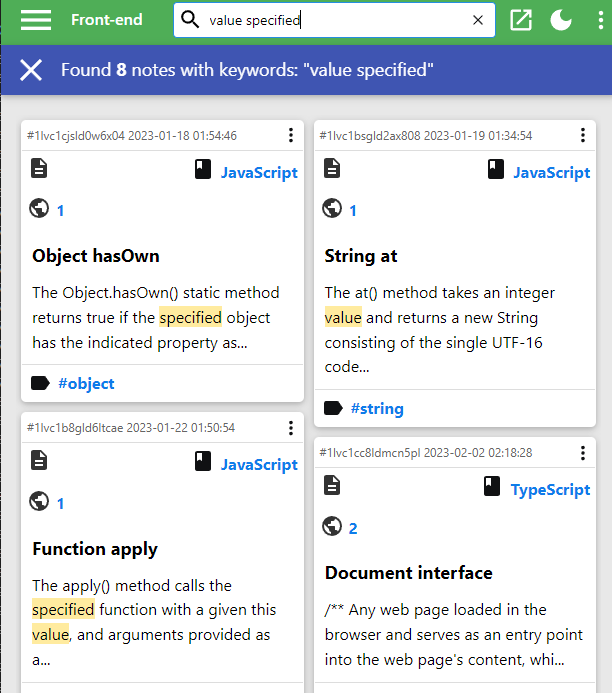 Front-end
value specified
Found 8 notes with keywords: "value specified"
#1lvc1cjsld0w6x04 2023-01-18 01:54:46
JavaScript
1
Object hasOwn
The Object.hasOwn() static method
returns true if the specified object
has the indicated property as...
#object
#1lvc1b8gld6ltcae 2023-01-22 01:50:54
JavaScript
1
Function apply
The apply() method calls the
specified function with a given this
value, and arguments provided as
a...
#1lvc1bsgld2ax808 2023-01-19 01:34:54
JavaScript
1
String at
The at() method takes an integer
value and returns a new String
consisting of the single UTF-16
code...
#string
#1lvc1cc8ldmcn5pl 2023-02-02 02:18:28
TypeScript
2
Document interface
/** Any web page loaded in the
browser and serves as an entry point
into the web page's content, whi...